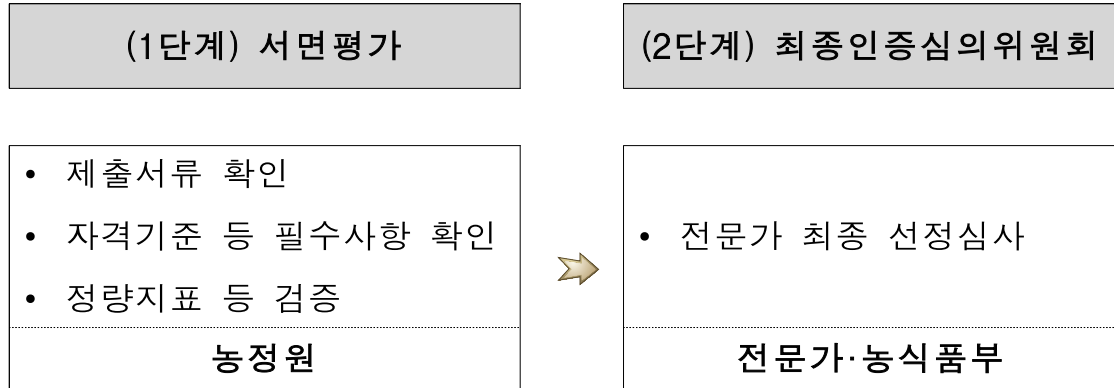 (1단계) 서면평가
(2단계) 최종인증심의위원회
• 제출서류 확인
• 자격기준 등 필수사항 확인
• 정량지표 등 검증
농정원
• 전문가 최종 선정심사
전문가·농식품부